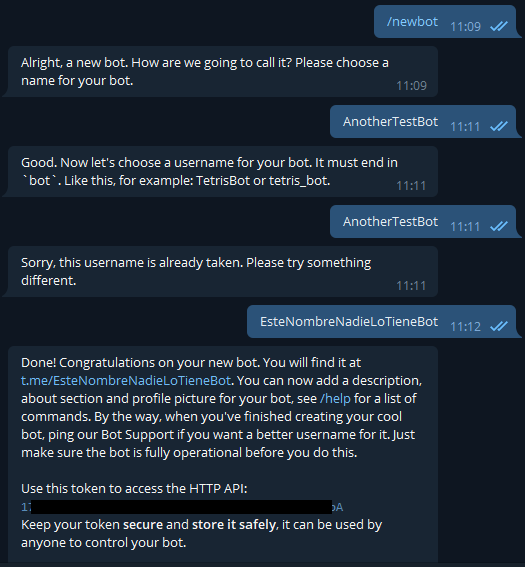 /newbot
11:09
Alright, a new bot. How are we going to call it? Please choose a
name for your bot.
11:09
AnotherTestBot
11:11
Good. Now let's choose a username for your bot. It must end in
`bot`. Like this, for example: TetrisBot or tetris_bot.
11:11
AnotherTestBot
11:11
Sorry, this username is already taken. Please try something
different.
11:11
EsteNombreNadieLoTieneBot
11:12
Done! Congratulations on your new bot. You will find it at
t.me/EsteNombreNadieLoTieneBot. You can now add a description,
about section and profile picture for your bot, see /help for a list of
commands. By the way, when you've finished creating your cool
bot, ping our Bot Support if you want a better username for it. Just
make sure the bot is fully operational before you do this.
Use this token to access the HTTP API:
Keep your token secure and store it safely, it can be used by
anyone to control your bot.